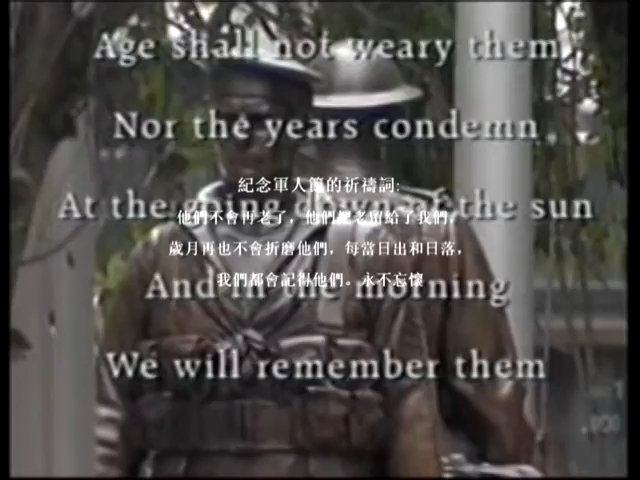 Age shall not weary them
Nor the years condemn
紀念軍人節的祈禱詞:
At the going down of the sun
他們不會再老了，他們把老留給了我們，
歲月再也不會折磨他們，每當日出和日落，
And in the morning
我們都會記得他們。永不忘懷
We will remember them